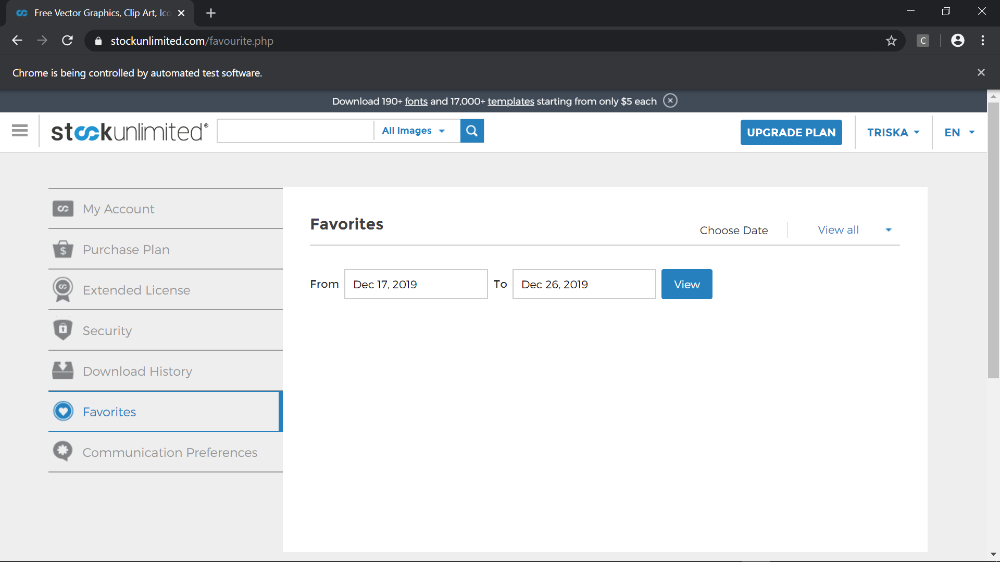 Free Vector Graphics, Clip Art, Ico
stockunlimited.com/favourite.php
C
Chrome is being controlled by automated test software.
Download 190+ fonts and 17,000+ templates starting from only $5 each
stockunlimited®
All Images
UPGRADE PLAN
TRISKA
EN
My Account
Purchase Plan
Extended License
Security
Download History
Favorites
Communication Preferences
Favorites
Choose Date
View all
From
Dec 17, 2019
To
Dec 26, 2019
View